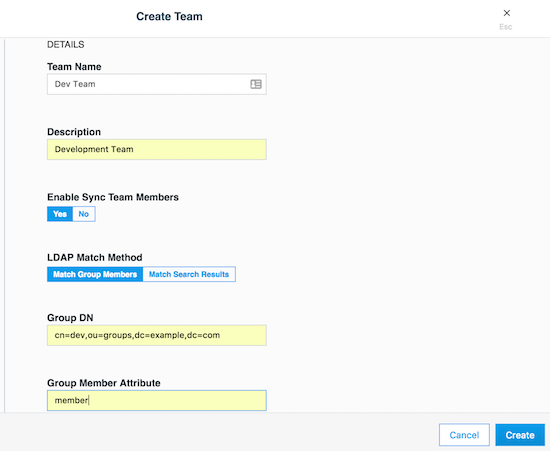 Create Team
Esc
DETAILS
Team Name
Dev Team
Description
Development Team
Enable Sync Team Members
Yes No
LDAP Match Method
Match Group Members Match Search Results
Group DN
cn=dev,ou=groups,dc=example,dc=com
Group Member Attribute
member
Cancel Create